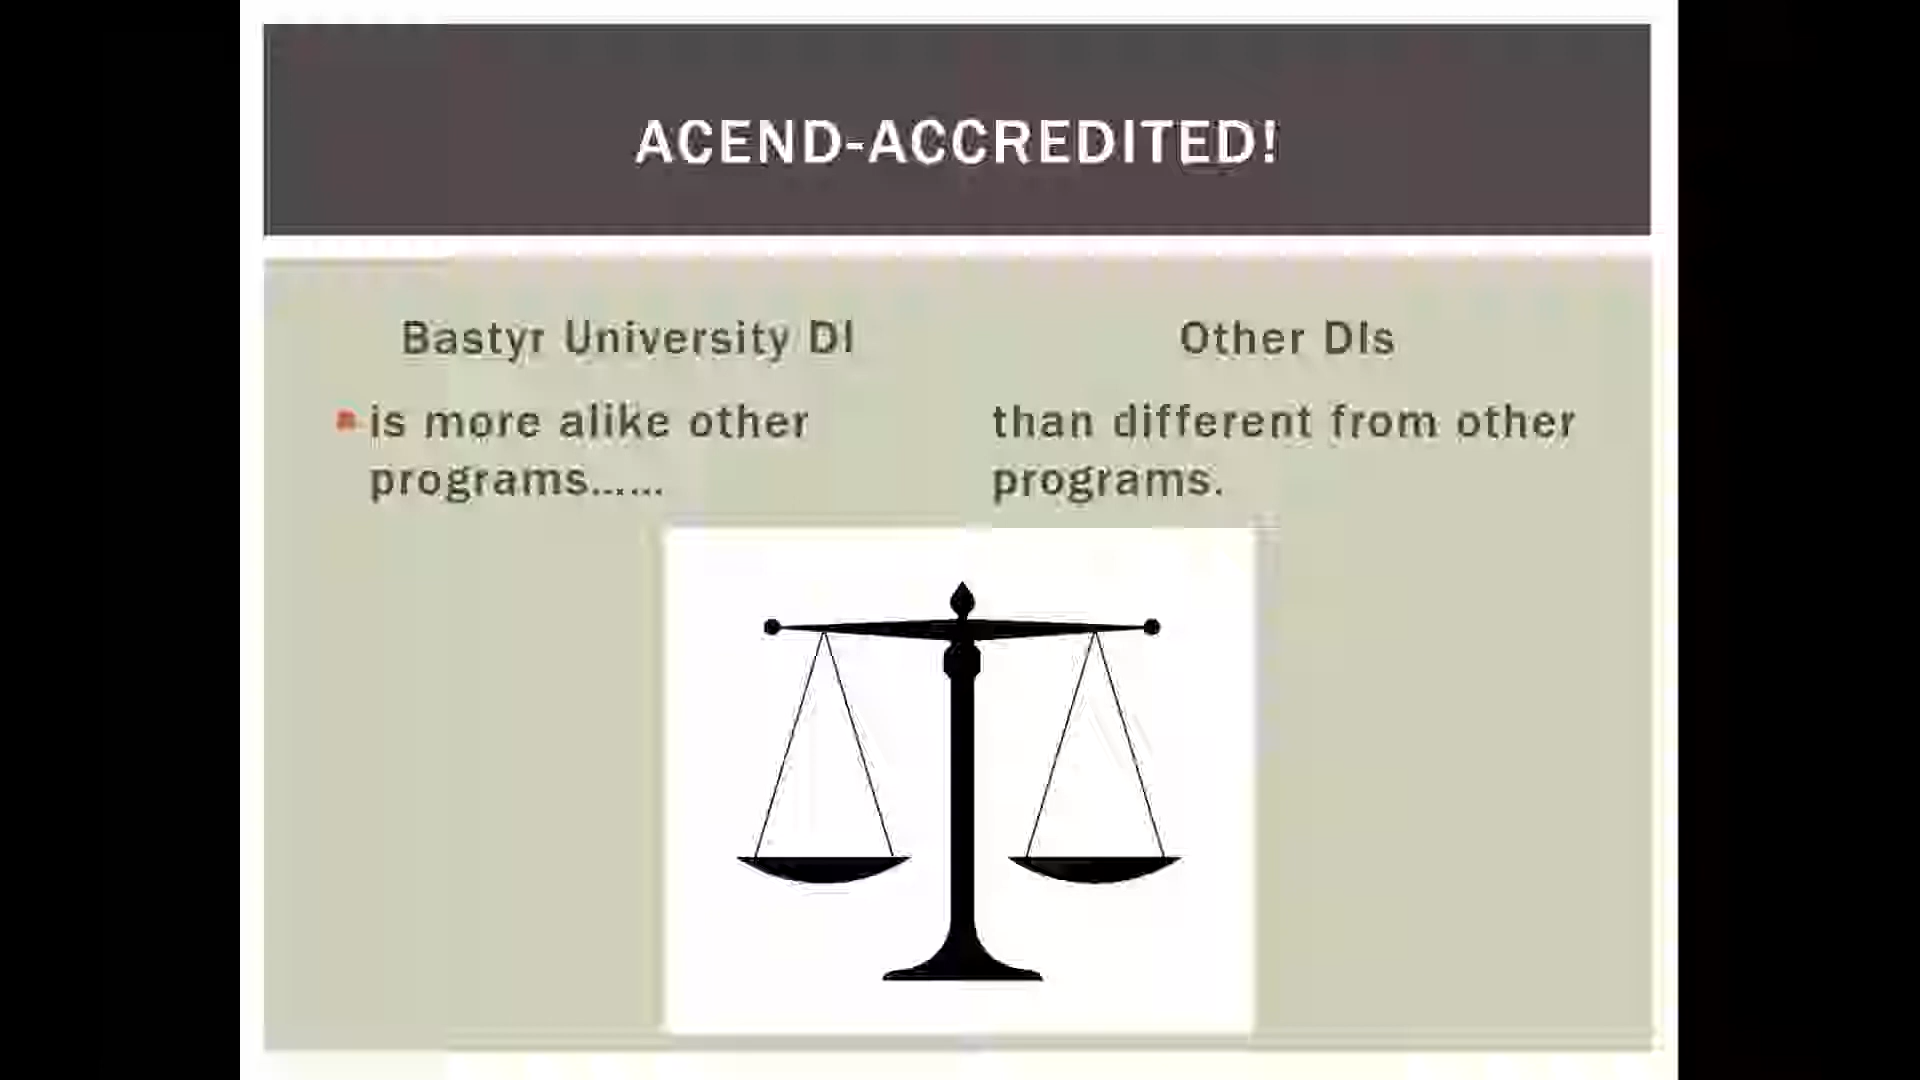 ACEND-ACCREDITED!
Bastyr University DI
is more alike other
programs......
Other DIs
than different from other
programs.